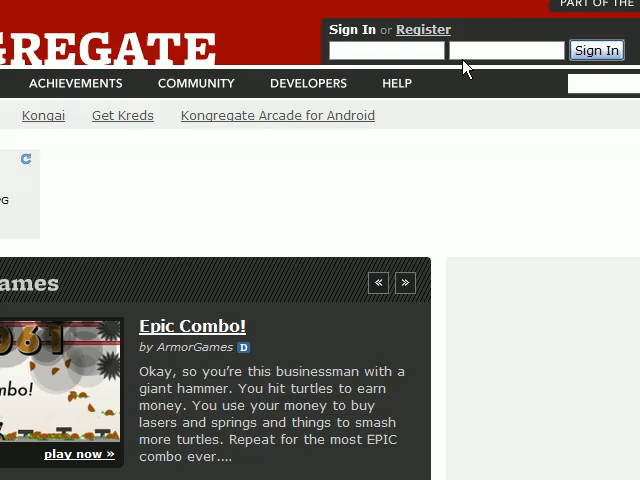 PART OF THE
Sign In or Register
GREGATE
Sign In
ACHIEVEMENTS COMMUNITY DEVELOPERS HELP
Kongai Get Kreds Kongregate Arcade for Android
PG
ames « »
Epic Combo!
by ArmorGames D
Okay, so you're this businessman with a
giant hammer. You hit turtles to earn
money. You use your money to buy
lasers and springs and things to smash
more turtles. Repeat for the most EPIC
combo ever....
061
mbo!
play now »